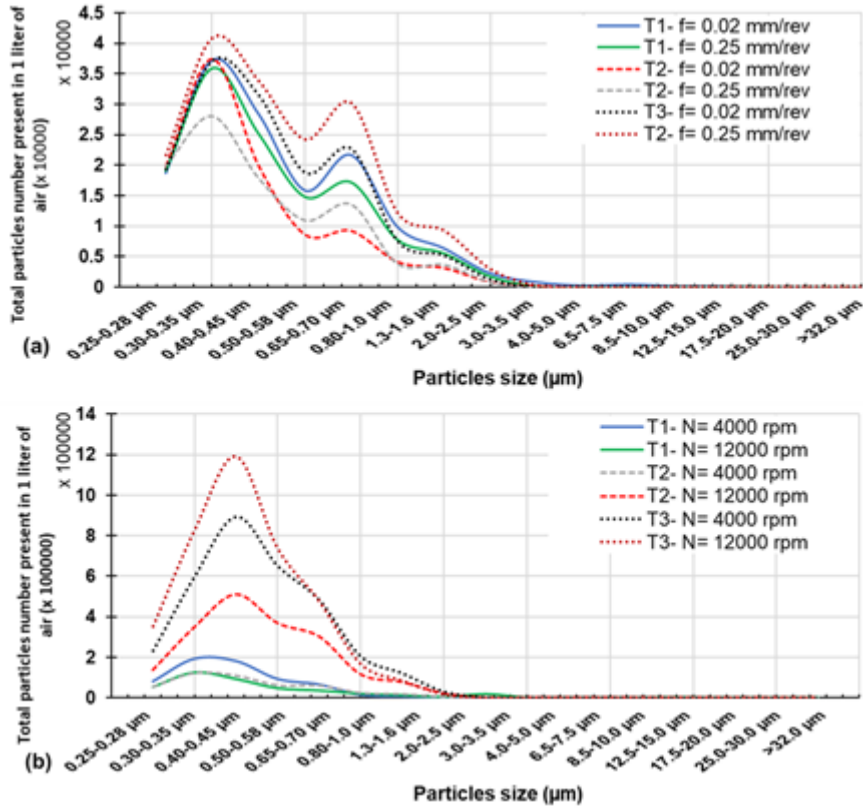 Total particles number present in 1 liter of
air (x 10000)
x 10000
4.5
4
3.5
3
2.5
2
1.5
1
0.5
0
T1- f= 0.02 mm/rev
T1- f= 0.25 mm/rev
T2- f= 0.02 mm/rev
T2- f= 0.25 mm/rev
T3- f= 0.02 mm/rev
T2- f= 0.25 mm/rev
0.25-0.28 µm
0.30-0.35 µm
0.40-0.45 µm
0.50-0.58 µm
0.65-0.70 µm
0.80-1.0 µm
1.3-1.6 µm
2.0-2.5 µm
3.0-3.5 µm
4.0-5.0 µm
6.5-7.5 µm
8.5-10.0 µm
12.5-15.0 µm
17.5-20.0 µm
25.0-30.0 µm
>32.0 µm
(a)
Particles size (µm)
Total particles number present in 1 liter of
air (x 100000)
x 100000
14
12
10
8
6
4
2
0
T1- N= 4000 rpm
T1- N= 12000 rpm
T2- N= 4000 rpm
T2- N= 12000 rpm
T3- N= 4000 rpm
T3- N= 12000 rpm
0.25-0.28 µm
0.30-0.35 µm
0.40-0.45 µm
0.50-0.58 µm
0.65-0.70 µm
0.80-1.0 µm
1.3-1.6 µm
2.0-2.5 µm
3.0-3.5 µm
4.0-5.0 µm
6.5-7.5 µm
8.5-10.0 µm
12.5-15.0 µm
17.5-20.0 µm
25.0-30.0 µm
>32.0 µm
(b)
Particles size (µm)